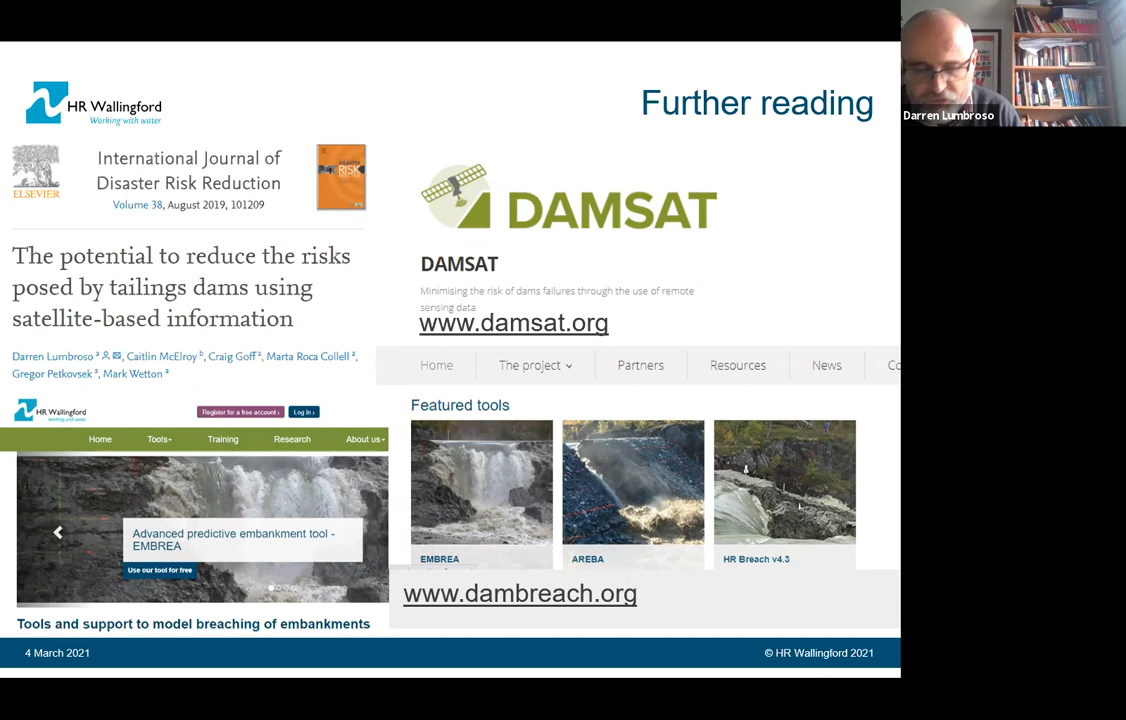 HR Wallingford
Working with water
Further reading
Darren Lumbroso
ELSEVIER
International Journal of
Disaster Risk Reduction
Volume 38, August 2019, 101209
DISASTER
RISK
The potential to reduce the risks
posed by tailings dams using
satellite-based information
Darren Lumbroso a, Caitlin McElroy b, Craig Goff a, Marta Roca Collell a,
Gregor Petkovsek a, Mark Wetton a
DAMSAT
DAMSAT
Minimising the risk of dams failures through the use of remote
sensing data
www.damsat.org
Home The project Partners Resources News Co
HR Wallingford
Working with water
Register for a free account › Log in ›
Home Tools Training Research About us
Advanced predictive embankment tool -
EMBREA
Use our tool for free
Tools and support to model breaching of embankments
Featured tools
EMBREA AREBA HR Breach v4.3
www.dambreach.org
4 March 2021
© HR Wallingford 2021